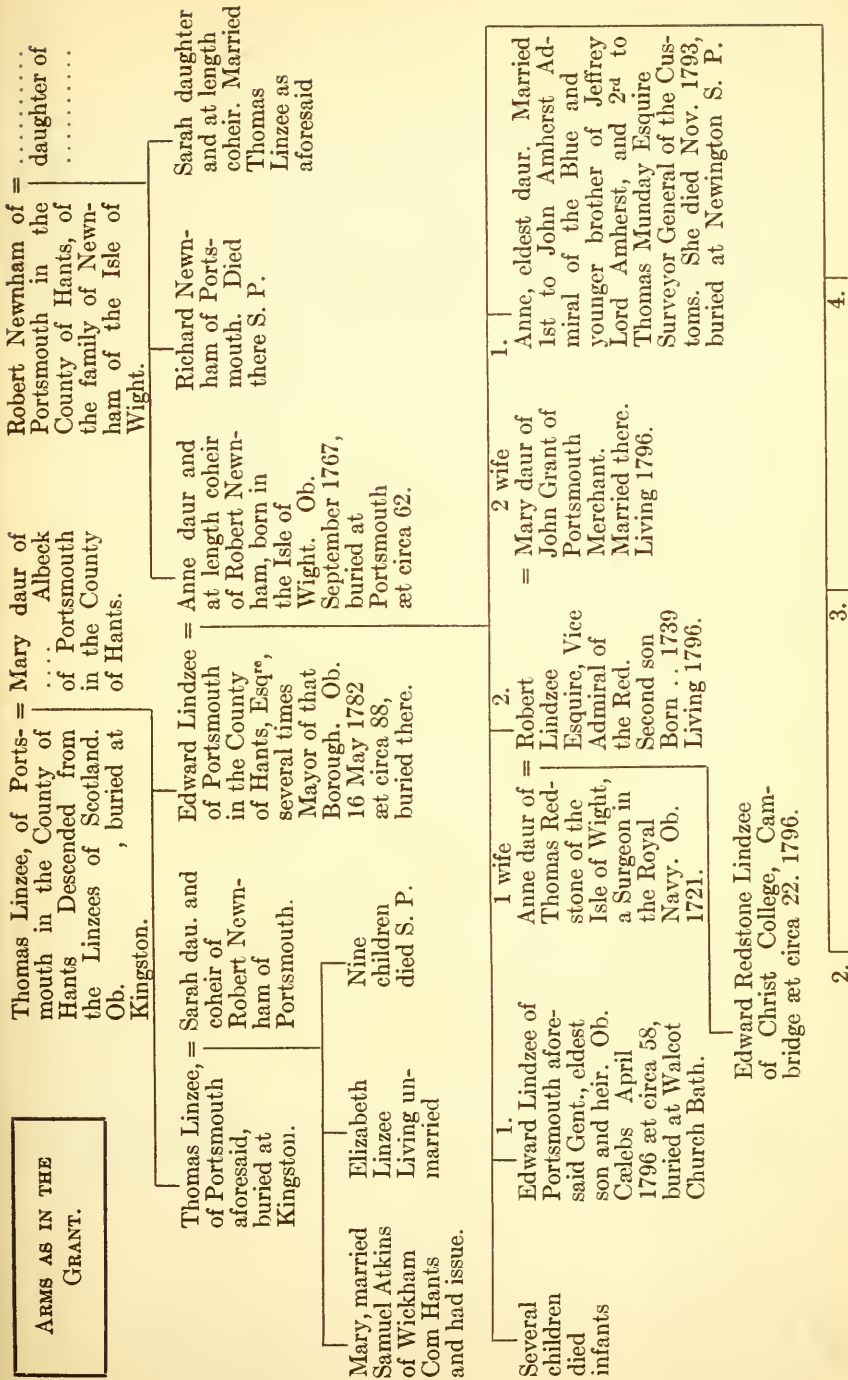 ARMS AS IN THE
GRANT.
Thomas Linzee, of Ports-
mouth in the County of
Hants Descended from
the Linzees of Scotland.
Ob. , buried at
Kingston.
=
Mary daur of
.... Albeck
of Portsmouth
in the County
of Hants.
Robert Newnham of
Portsmouth in the
County of Hants, of
the family of Newn-
ham of the Isle of
Wight.
=
..........
daughter of
..........
Thomas Linzee,
of Portsmouth
aforesaid,
buried at
Kingston.
=
Sarah dau. and
coheir of
Robert Newn-
ham of
Portsmouth.
Edward Lindzee
of Portsmouth
in the County
of Hants, Esqre,
several times
Mayor of that
Borough. Ob.
16 May 1782
æt circa 88,
buried there.
=
Anne daur and
at length coheir
of Robert Newn-
ham, born in
the Isle of
Wight. Ob.
September 1767,
buried at
Portsmouth
æt circa 62.
Richard Newn-
ham of Ports-
mouth. Died
there S. P.
Sarah daughter
and at length
coheir. Married
Thomas
Linzee as
aforesaid
Mary, married
Samuel Atkins
of Wickham
Com Hants
and had issue.
Elizabeth
Linzee
Living un-
married
Nine
children
died S. P.
Several
children
died
infants
1.
Edward Lindzee of
Portsmouth afore-
said Gent., eldest
son and heir. Ob.
Cælebs April
1796 æt circa 58,
buried at Walcot
Church Bath.
1 wife
Anne daur of
Thomas Red-
stone of the
Isle of Wight,
a Surgeon in
the Royal
Navy. Ob.
1721.
=
2.
Robert
Lindzee
Esquire, Vice
Admiral of
the Red.
Second son
Born .. 1739
Living 1796.
=
2 wife
Mary daur of
John Grant of
Portsmouth
Merchant.
Married there.
Living 1796.
1.
Anne, eldest daur. Married
1st to John Amherst Ad-
miral of the Blue and
younger brother of Jeffrey
Lord Amherst, and 2rd to
Thomas Munday Esquire
Surveyor General of the Cus-
toms. She died Nov. 1793,
buried at Newington S. P.
Edward Redstone Lindzee
of Christ College, Cam-
bridge æt circa 22. 1796.
2.
3.
4.